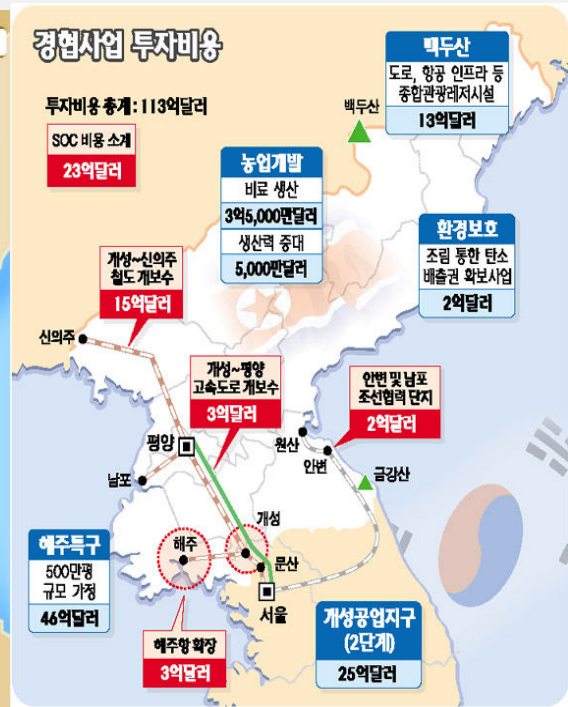 경협사업 투자비용
투자비용 총계 : 113억달러
SOC 비용 소계
23억달러
백두산
도로, 항공 인프라 등
종합관광레저시설
13억달러
백두산
농업개발
비료 생산
3억5,000만달러
생산력 증대
5,000만달러
환경보호
조림 통한 탄소
배출권 확보사업
2억달러
개성~신의주
철도 개보수
15억달러
신의주
개성~평양
고속도로 개보수
3억달러
안변 및 남포
조선협력 단지
2억달러
평양
남포
원산
안변
금강산
해주특구
500만평
규모 가정
46억달러
해주
개성
문산
서울
해주항 확장
3억달러
개성공업지구
(2단계)
25억달러